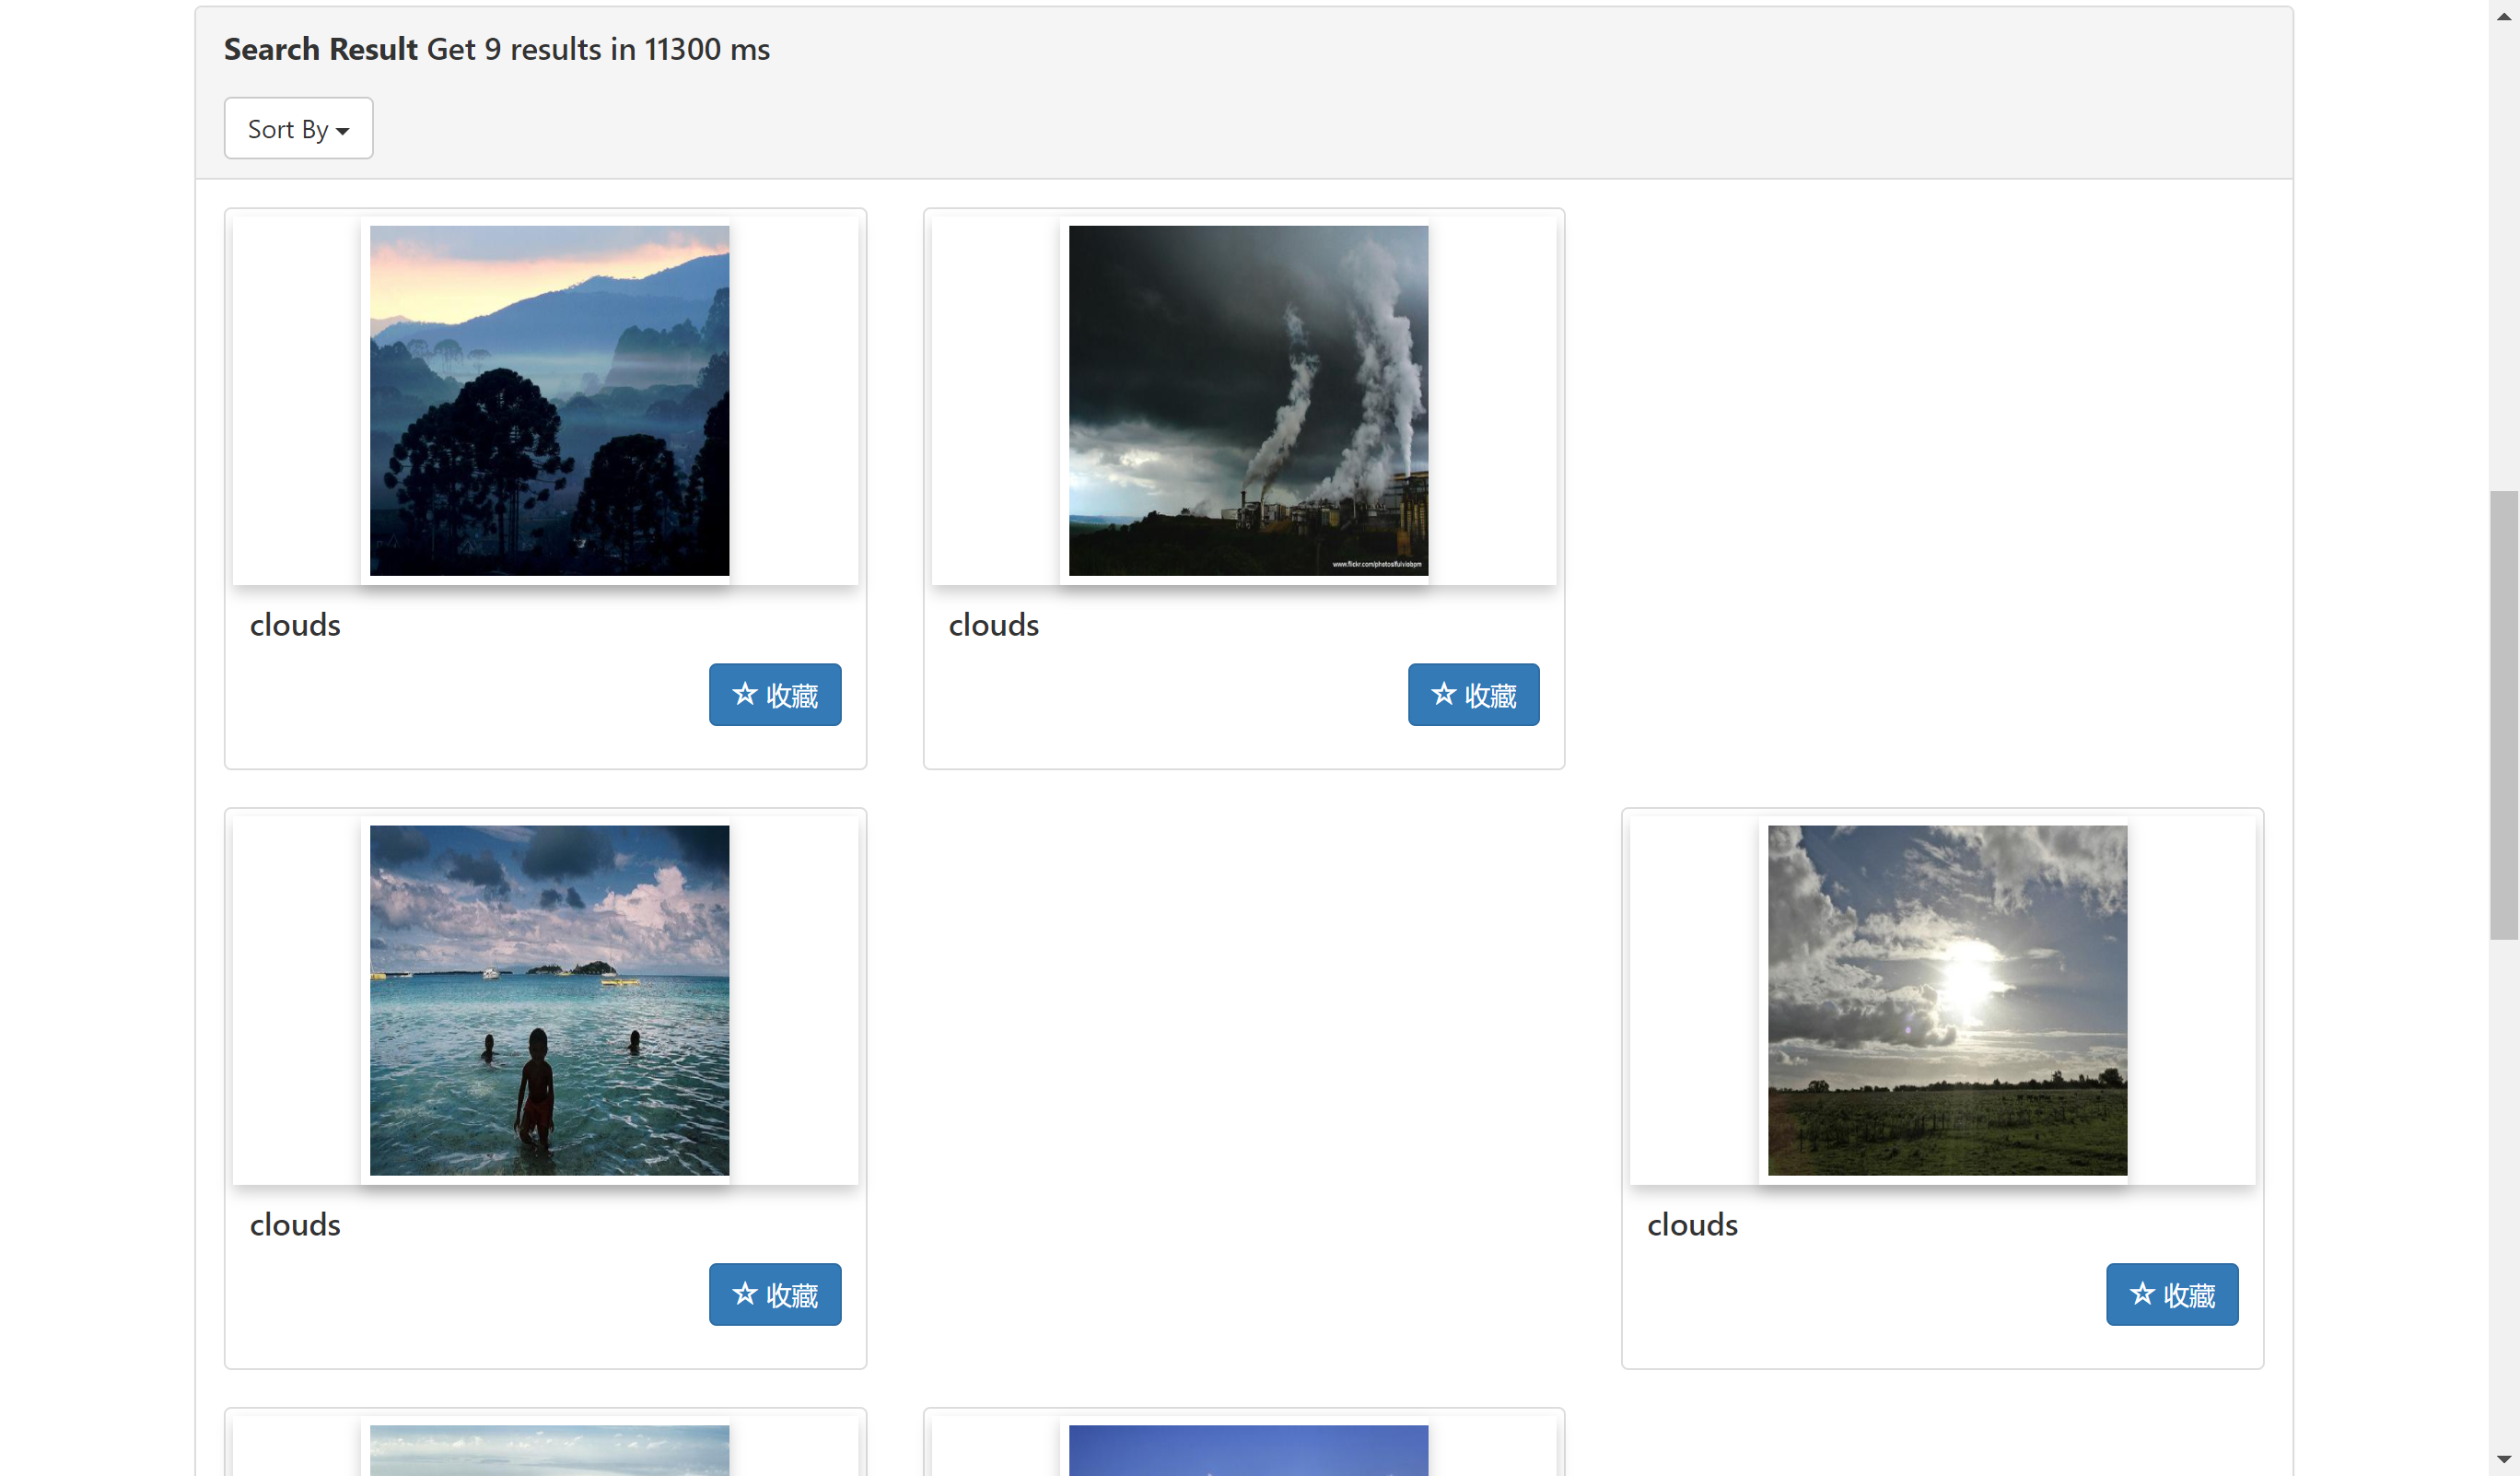 Search Result Get 9 results in 11300 ms
Sort By
www.flickr.com/photos/fulviobpm
clouds
clouds
☆ 收藏
☆ 收藏
clouds
clouds
☆ 收藏
☆ 收藏